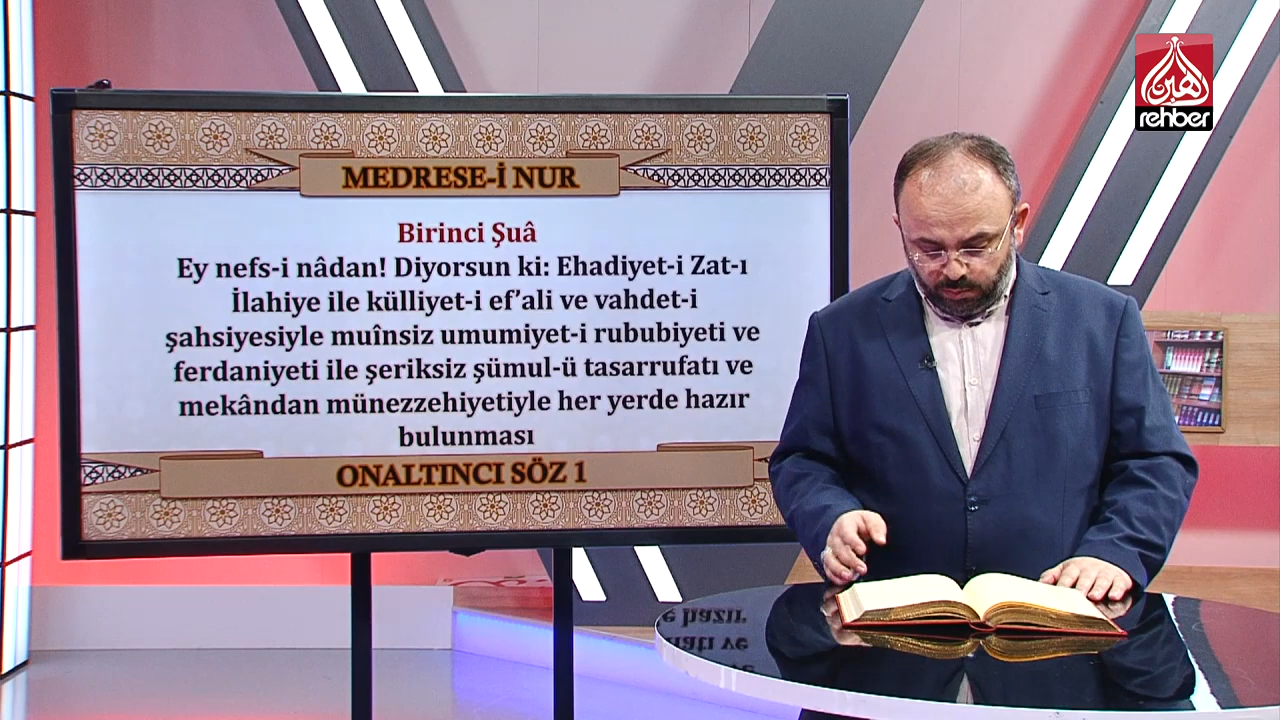 MEDRESE-İ NUR
Birinci Şuâ
Ey nefs-i nâdan! Diyorsun ki: Ehadiyet-i Zat-ı
İlahiye ile külliyet-i ef’ali ve vahdet-i
şahsiyesiyle muînsiz umumiyet-i rububiyeti ve
ferdaniyeti ile şeriksiz şümul-ü tasarrufatı ve
mekândan münezzehiyetiyle her yerde hazır
bulunması
ONALTINCI SÖZ 1
rehber